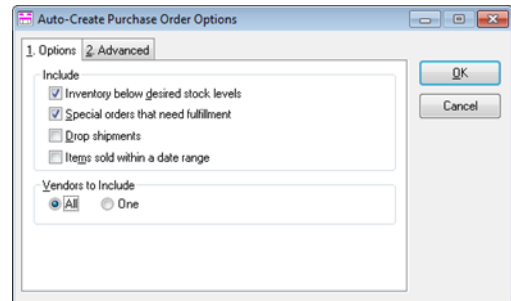 Auto-Create Purchase Order Options
1. Options 2. Advanced
Include
Inventory below desired stock levels
Special orders that need fulfillment
Drop shipments
Items sold within a date range
Vendors to Include
All One
OK
Cancel